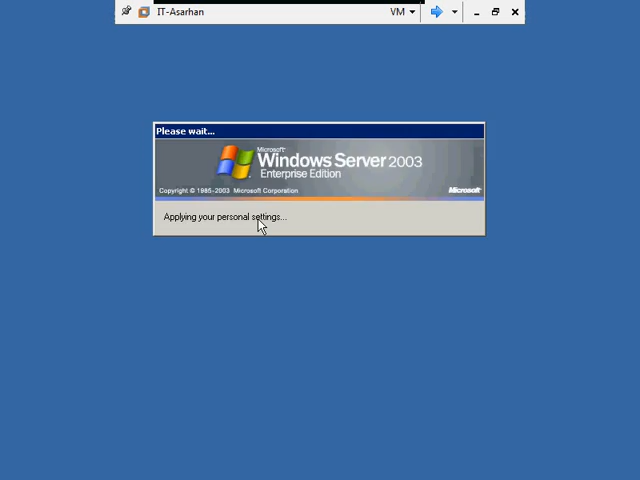 IT-Asarhan VM
Please wait...
Microsoft
Windows Server 2003
Enterprise Edition
Copyright © 1985-2003 Microsoft Corporation Microsoft
Applying your personal settings...